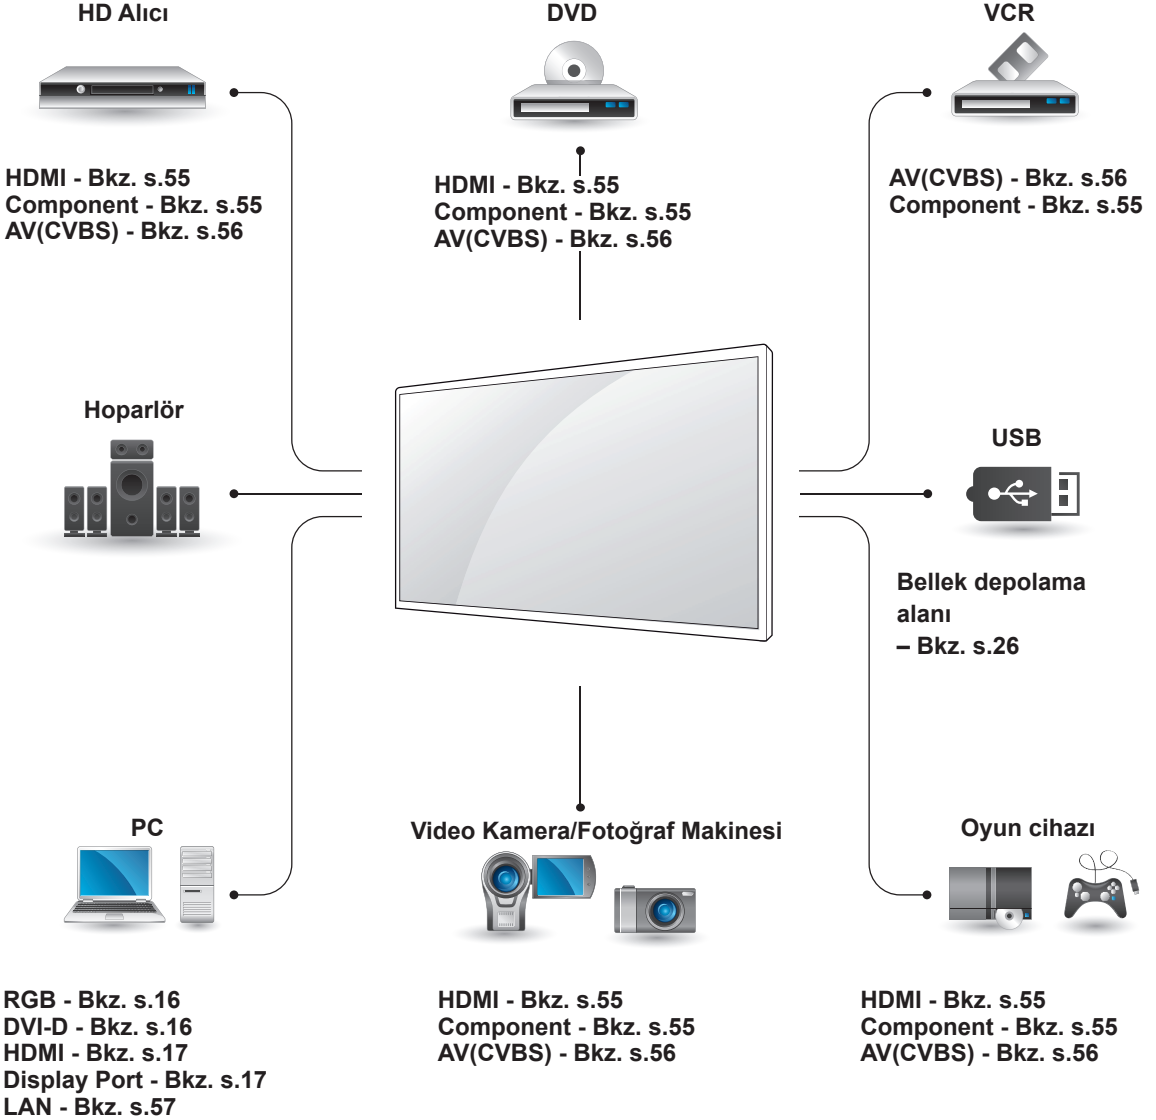 HD Alıcı
HDMI - Bkz. s.55
Component - Bkz. s.55
AV(CVBS) - Bkz. s.56
DVD
HDMI - Bkz. s.55
Component - Bkz. s.55
AV(CVBS) - Bkz. s.56
VCR
AV(CVBS) - Bkz. s.56
Component - Bkz. s.55
Hoparlör
USB
Bellek depolama
alanı
– Bkz. s.26
PC
RGB - Bkz. s.16
DVI-D - Bkz. s.16
HDMI - Bkz. s.17
Display Port - Bkz. s.17
LAN - Bkz. s.57
Video Kamera/Fotoğraf Makinesi
HDMI - Bkz. s.55
Component - Bkz. s.55
AV(CVBS) - Bkz. s.56
Oyun cihazı
HDMI - Bkz. s.55
Component - Bkz. s.55
AV(CVBS) - Bkz. s.56